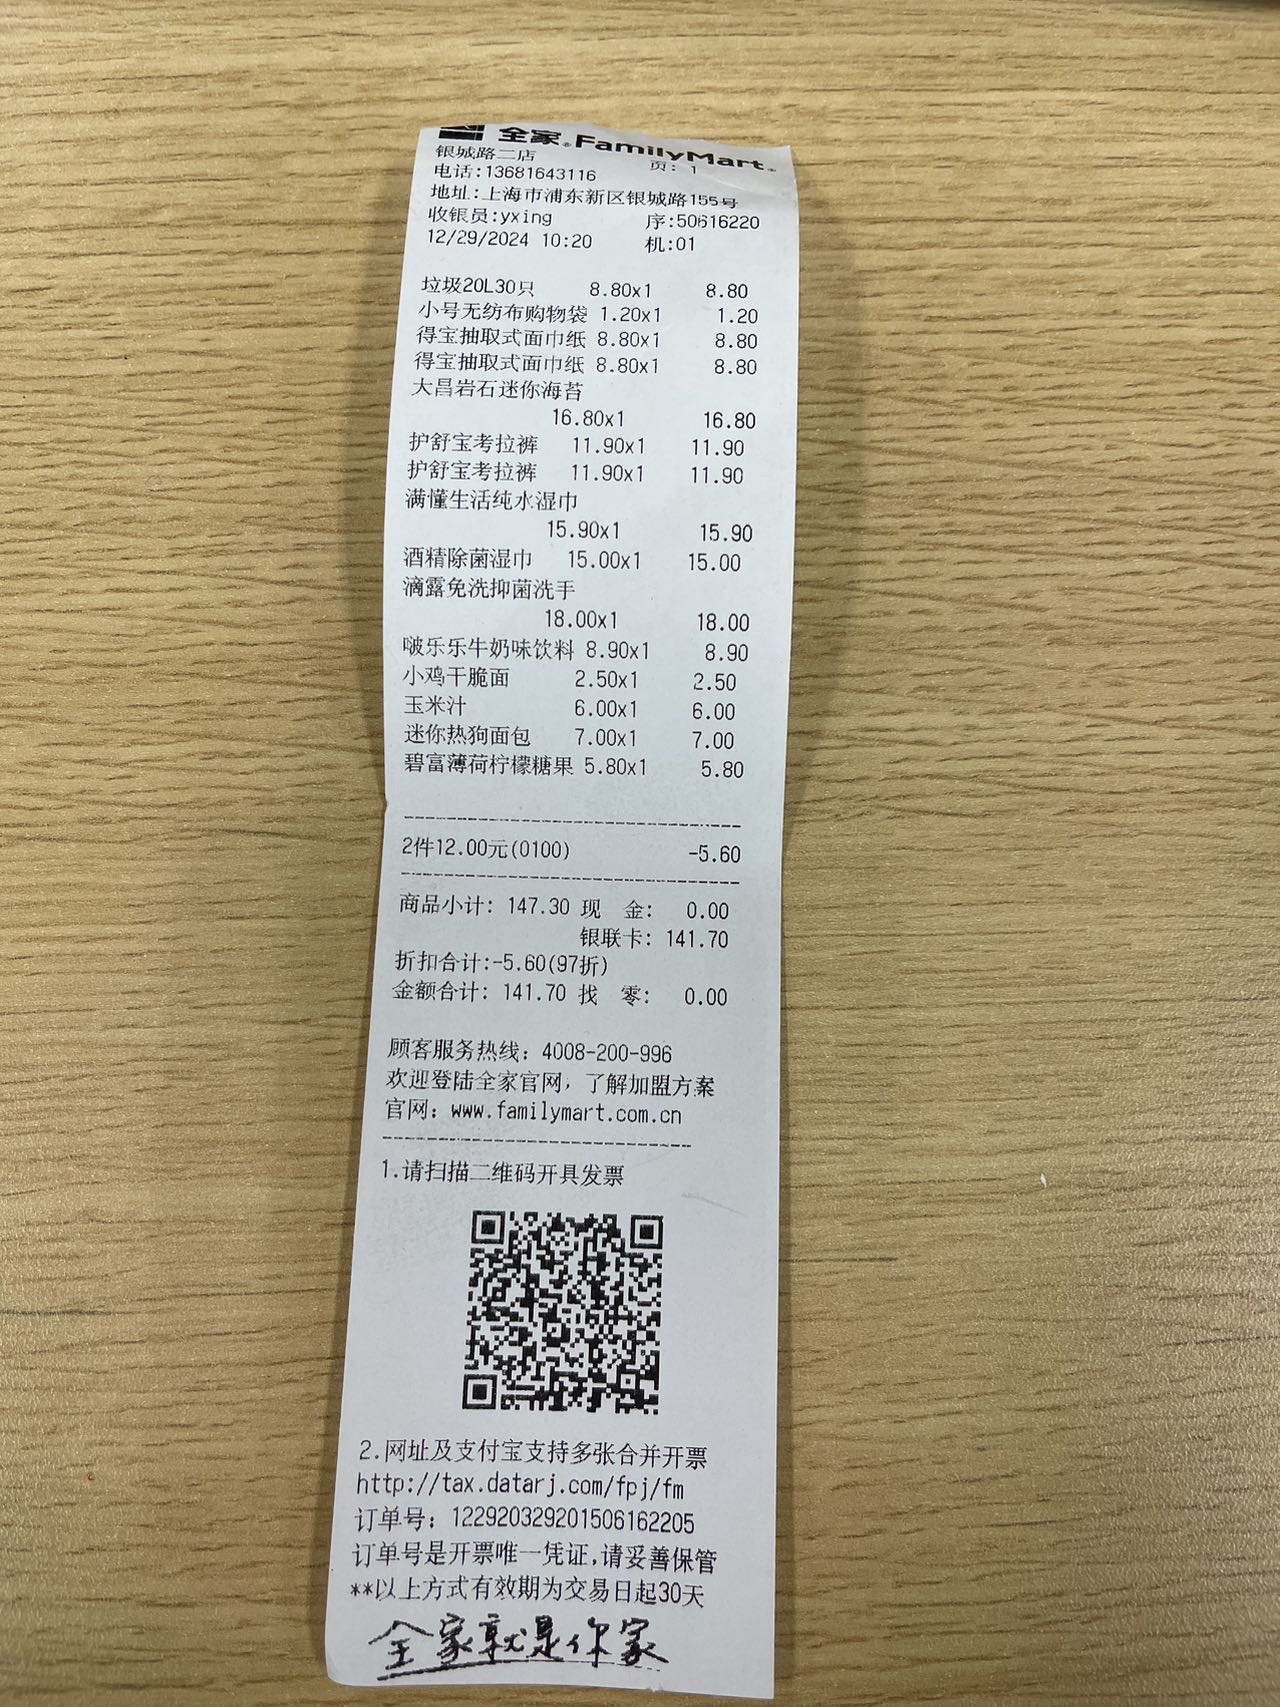 全家®FamilyMart®
银城路二店 页: 1
电话:13681643116
地址:上海市浦东新区银城路155号
收银员:yxing 序:50616220
12/29/2024 10:20 机:01
垃圾20L30只 8.80x1 8.80
小号无纺布购物袋 1.20x1 1.20
得宝抽取式面巾纸 8.80x1 8.80
得宝抽取式面巾纸 8.80x1 8.80
大昌岩石迷你海苔
16.80x1 16.80
护舒宝考拉裤 11.90x1 11.90
护舒宝考拉裤 11.90x1 11.90
满懂生活纯水湿巾
15.90x1 15.90
酒精除菌湿巾 15.00x1 15.00
滴露免洗抑菌洗手
18.00x1 18.00
啵乐乐牛奶味饮料 8.90x1 8.90
小鸡干脆面 2.50x1 2.50
玉米汁 6.00x1 6.00
迷你热狗面包 7.00x1 7.00
碧富薄荷柠檬糖果 5.80x1 5.80
2件12.00元(0100) -5.60
商品小计: 147.30 现 金: 0.00
银联卡: 141.70
折扣合计:-5.60(97折)
金额合计: 141.70 找 零: 0.00
顾客服务热线: 4008-200-996
欢迎登陆全家官网,了解加盟方案
官网: www.familymart.com.cn
1.请扫描二维码开具发票
2.网址及支付宝支持多张合并开票
http://tax.datarj.com/fpj/fm
订单号: 122920329201506162205
订单号是开票唯一凭证,请妥善保管
**以上方式有效期为交易日起30天
全家就是你家